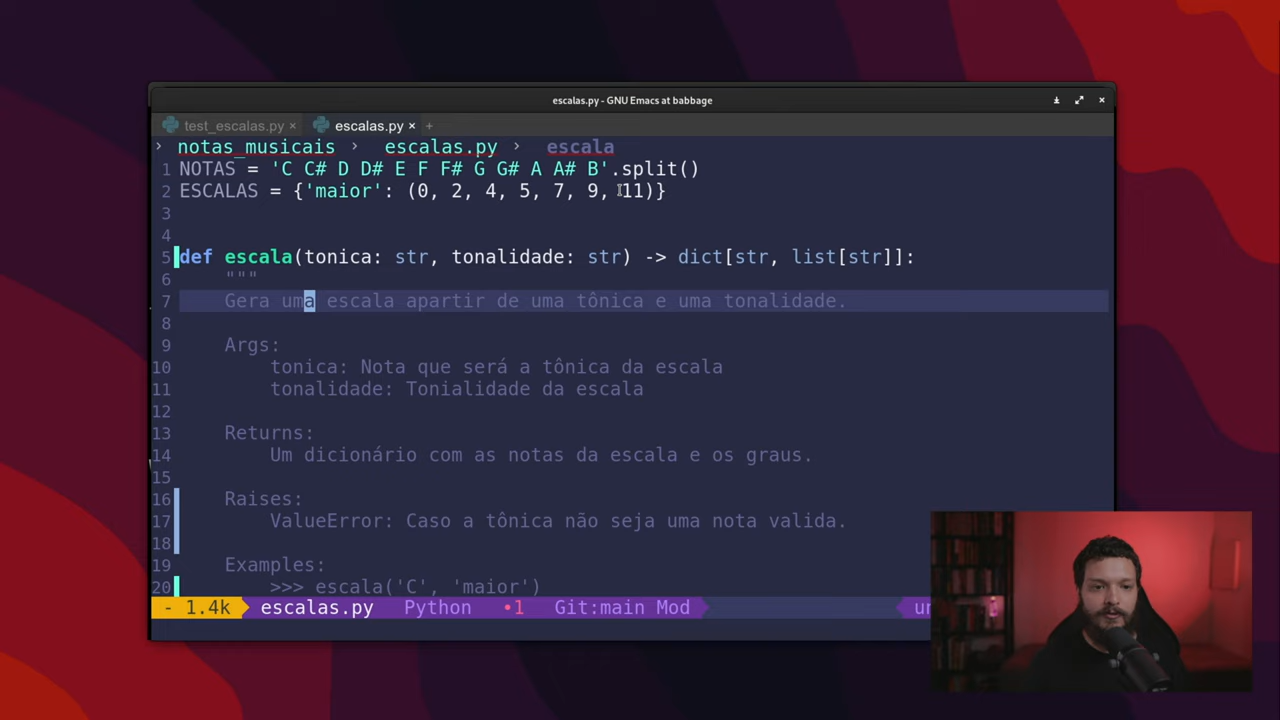 escalas.py - GNU Emacs at babbage
test_escalas.py × escalas.py × +
› notas_musicais › escalas.py › escala
1 NOTAS = 'C C# D D# E F F# G G# A A# B'.split()
2 ESCALAS = {'maior': (0, 2, 4, 5, 7, 9, 11)}
3
4
5 def escala(tonica: str, tonalidade: str) -> dict[str, list[str]]:
6 """
7 Gera uma escala apartir de uma tônica e uma tonalidade.
8
9 Args:
10 tonica: Nota que será a tônica da escala
11 tonalidade: Tonialidade da escala
12
13 Returns:
14 Um dicionário com as notas da escala e os graus.
15
16 Raises:
17 ValueError: Caso a tônica não seja uma nota valida.
18
19 Examples:
20 >>> escala('C', 'maior')
- 1.4k escalas.py Python •1 Git:main Mod